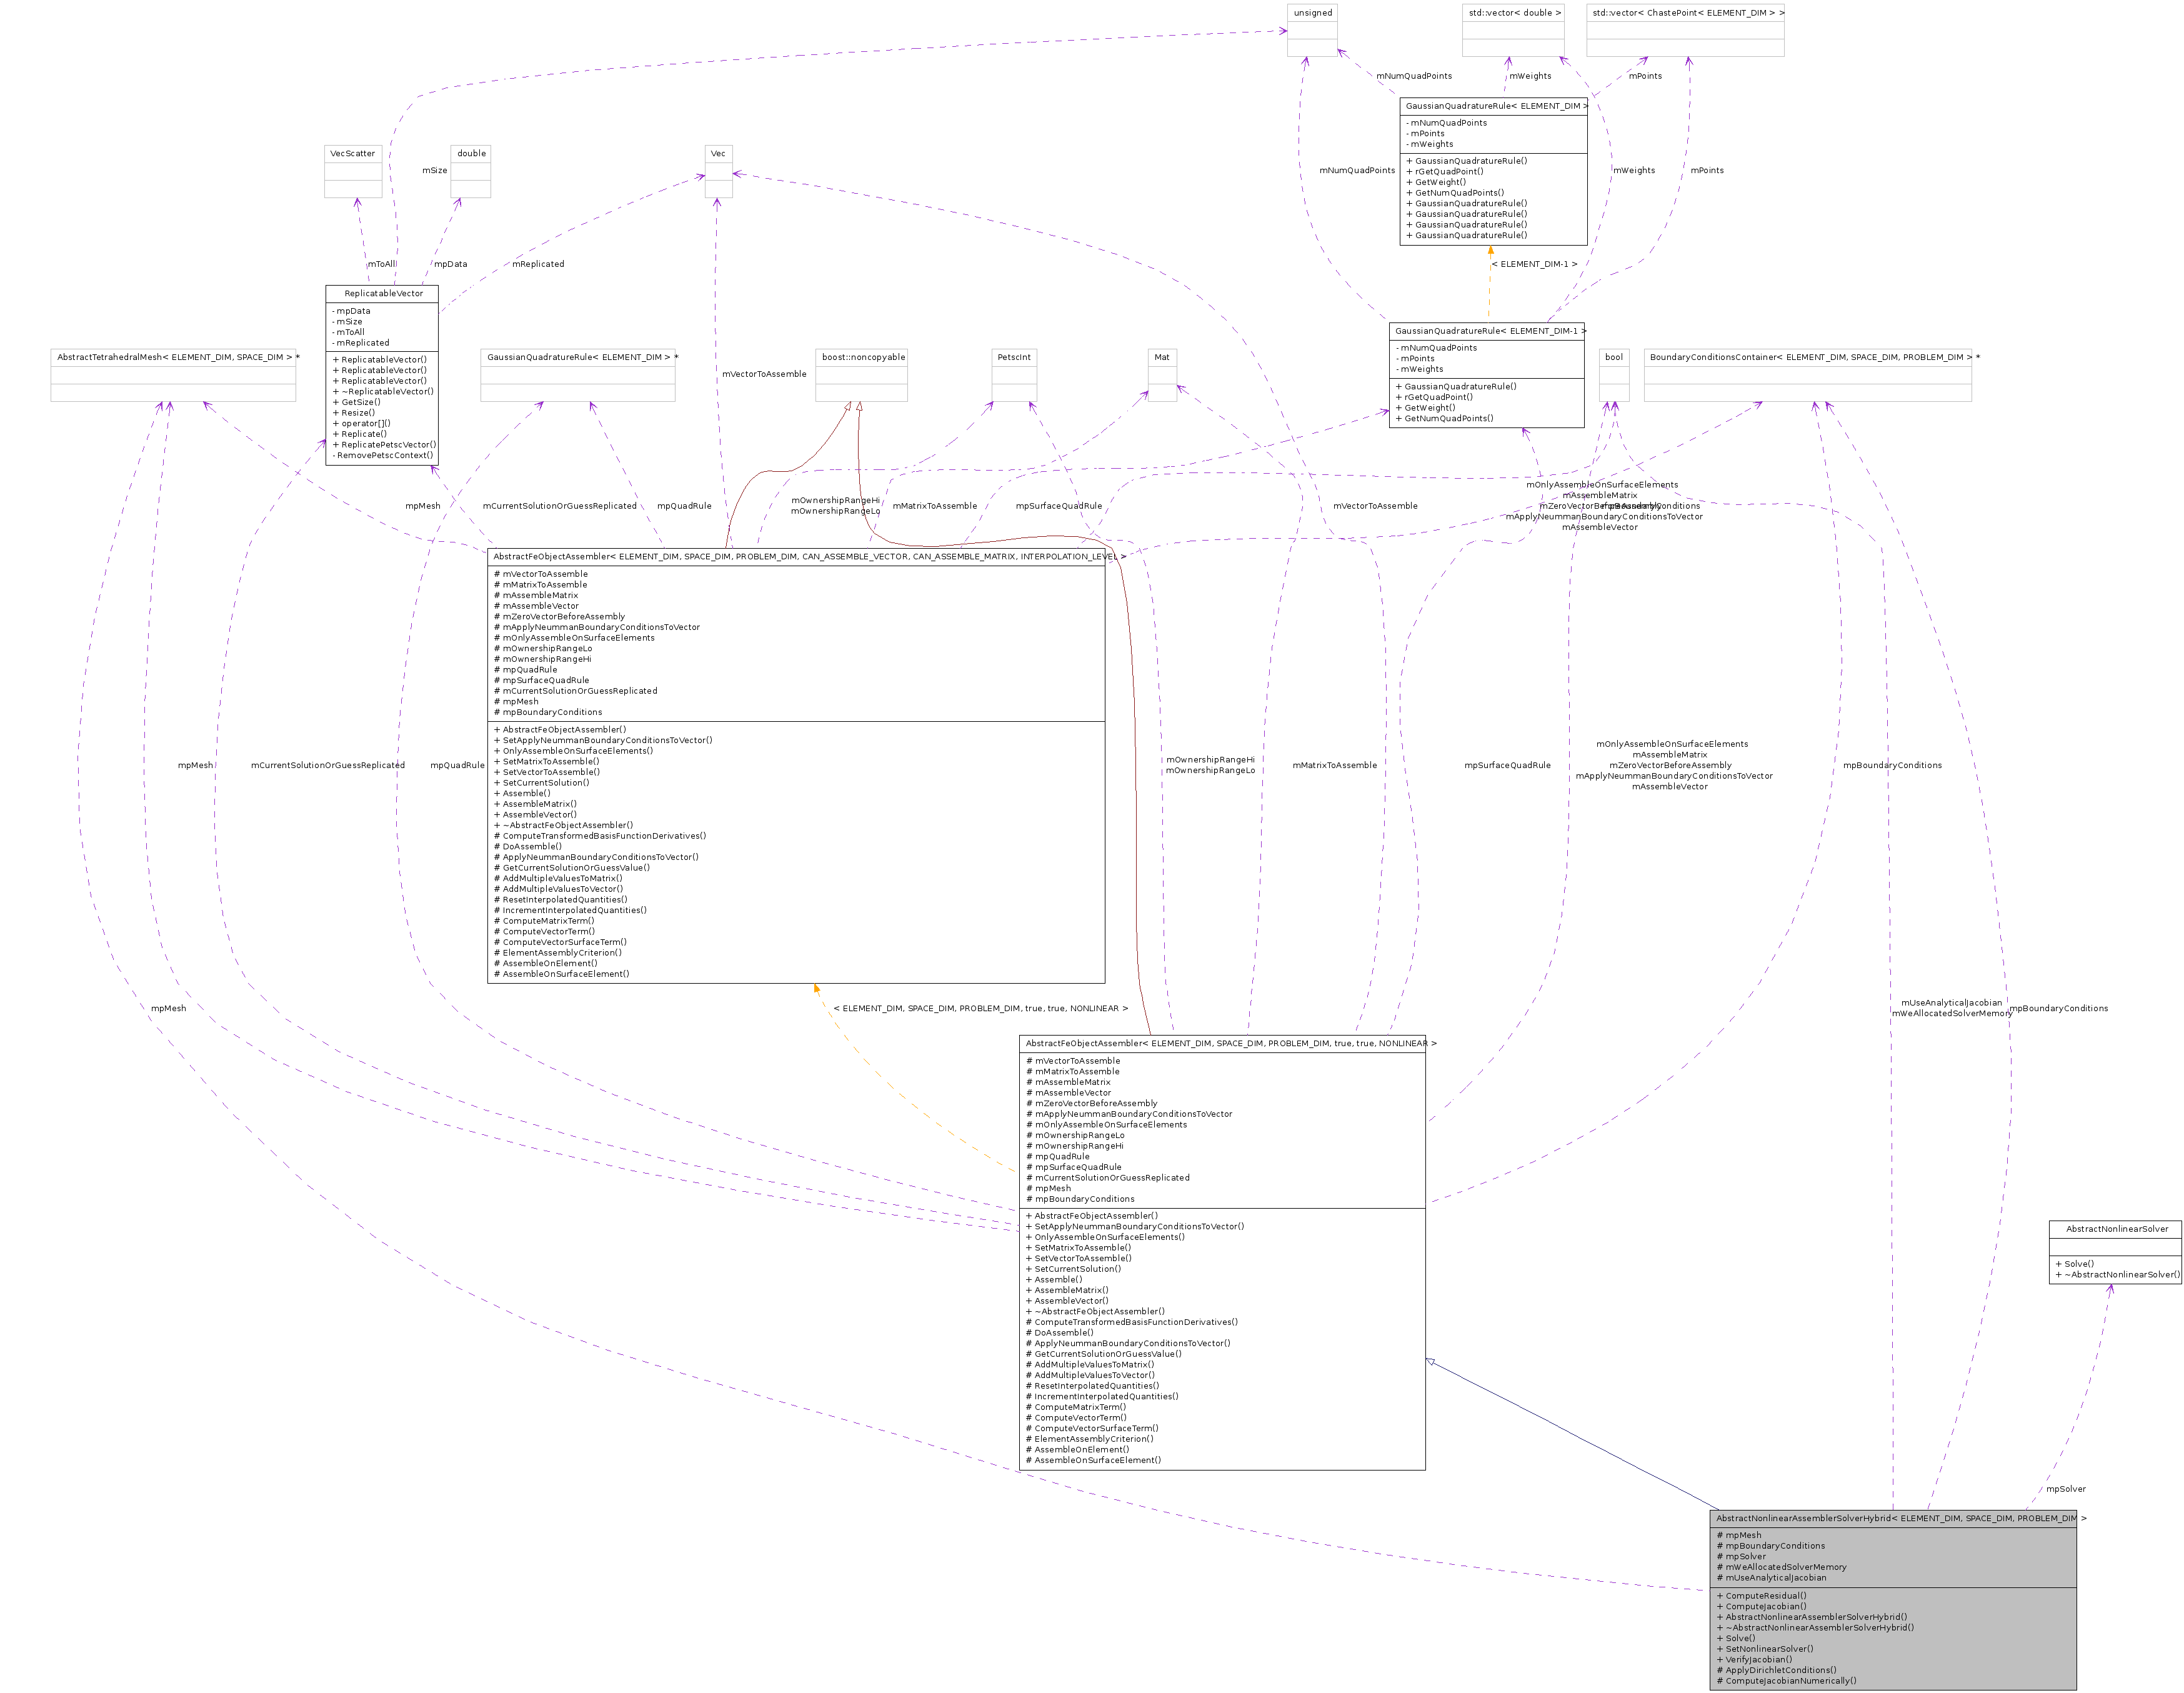 unsigned
std::vector< double >
std::vector< ChastePoint< ELEMENT_DIM > >
mNumQuadPoints
mWeights
mPoints
GaussianQuadratureRule< ELEMENT_DIM >
- mNumQuadPoints
- mPoints
- mWeights
+ GaussianQuadratureRule()
+ rGetQuadPoint()
+ GetWeight()
+ GetNumQuadPoints()
+ GaussianQuadratureRule()
+ GaussianQuadratureRule()
+ GaussianQuadratureRule()
+ GaussianQuadratureRule()
VecScatter
double
Vec
mSize
mNumQuadPoints
mWeights
mPoints
mToAll
mpData
mReplicated
< ELEMENT_DIM-1 >
ReplicatableVector
- mpData
- mSize
- mToAll
- mReplicated
+ ReplicatableVector()
+ ReplicatableVector()
+ ReplicatableVector()
+ ~ReplicatableVector()
+ GetSize()
+ Resize()
+ operator[]()
+ Replicate()
+ ReplicatePetscVector()
- RemovePetscContext()
GaussianQuadratureRule< ELEMENT_DIM-1 >
- mNumQuadPoints
- mPoints
- mWeights
+ GaussianQuadratureRule()
+ rGetQuadPoint()
+ GetWeight()
+ GetNumQuadPoints()
AbstractTetrahedralMesh< ELEMENT_DIM, SPACE_DIM > *
GaussianQuadratureRule< ELEMENT_DIM > *
mVectorToAssemble
boost::noncopyable
PetscInt
Mat
bool
BoundaryConditionsContainer< ELEMENT_DIM, SPACE_DIM, PROBLEM_DIM > *
mpMesh
mCurrentSolutionOrGuessReplicated
mpQuadRule
mOwnershipRangeHi
mOwnershipRangeLo
mMatrixToAssemble
mpSurfaceQuadRule
mVectorToAssemble
mOnlyAssembleOnSurfaceElements
mAssembleMatrix
mZeroVectorBeforeAssembly
mApplyNeummanBoundaryConditionsToVector
mAssembleVector
mpBoundaryConditions
AbstractFeObjectAssembler< ELEMENT_DIM, SPACE_DIM, PROBLEM_DIM, CAN_ASSEMBLE_VECTOR, CAN_ASSEMBLE_MATRIX, INTERPOLATION_LEVEL >
# mVectorToAssemble
# mMatrixToAssemble
# mAssembleMatrix
# mAssembleVector
# mZeroVectorBeforeAssembly
# mApplyNeummanBoundaryConditionsToVector
# mOnlyAssembleOnSurfaceElements
# mOwnershipRangeLo
# mOwnershipRangeHi
# mpQuadRule
# mpSurfaceQuadRule
# mCurrentSolutionOrGuessReplicated
# mpMesh
# mpBoundaryConditions
+ AbstractFeObjectAssembler()
+ SetApplyNeummanBoundaryConditionsToVector()
+ OnlyAssembleOnSurfaceElements()
+ SetMatrixToAssemble()
+ SetVectorToAssemble()
+ SetCurrentSolution()
+ Assemble()
+ AssembleMatrix()
+ AssembleVector()
+ ~AbstractFeObjectAssembler()
# ComputeTransformedBasisFunctionDerivatives()
# DoAssemble()
# ApplyNeummanBoundaryConditionsToVector()
# GetCurrentSolutionOrGuessValue()
# AddMultipleValuesToMatrix()
# AddMultipleValuesToVector()
# ResetInterpolatedQuantities()
# IncrementInterpolatedQuantities()
# ComputeMatrixTerm()
# ComputeVectorTerm()
# ComputeVectorSurfaceTerm()
# ElementAssemblyCriterion()
# AssembleOnElement()
# AssembleOnSurfaceElement()
mpMesh
mCurrentSolutionOrGuessReplicated
mpQuadRule
mOwnershipRangeHi
mOwnershipRangeLo
mMatrixToAssemble
mpSurfaceQuadRule
mOnlyAssembleOnSurfaceElements
mAssembleMatrix
mZeroVectorBeforeAssembly
mApplyNeummanBoundaryConditionsToVector
mAssembleVector
mpBoundaryConditions
mpMesh
< ELEMENT_DIM, SPACE_DIM, PROBLEM_DIM, true, true, NONLINEAR >
mUseAnalyticalJacobian
mWeAllocatedSolverMemory
mpBoundaryConditions
AbstractFeObjectAssembler< ELEMENT_DIM, SPACE_DIM, PROBLEM_DIM, true, true, NONLINEAR >
# mVectorToAssemble
# mMatrixToAssemble
# mAssembleMatrix
# mAssembleVector
# mZeroVectorBeforeAssembly
# mApplyNeummanBoundaryConditionsToVector
# mOnlyAssembleOnSurfaceElements
# mOwnershipRangeLo
# mOwnershipRangeHi
# mpQuadRule
# mpSurfaceQuadRule
# mCurrentSolutionOrGuessReplicated
# mpMesh
# mpBoundaryConditions
+ AbstractFeObjectAssembler()
+ SetApplyNeummanBoundaryConditionsToVector()
+ OnlyAssembleOnSurfaceElements()
+ SetMatrixToAssemble()
+ SetVectorToAssemble()
+ SetCurrentSolution()
+ Assemble()
+ AssembleMatrix()
+ AssembleVector()
+ ~AbstractFeObjectAssembler()
# ComputeTransformedBasisFunctionDerivatives()
# DoAssemble()
# ApplyNeummanBoundaryConditionsToVector()
# GetCurrentSolutionOrGuessValue()
# AddMultipleValuesToMatrix()
# AddMultipleValuesToVector()
# ResetInterpolatedQuantities()
# IncrementInterpolatedQuantities()
# ComputeMatrixTerm()
# ComputeVectorTerm()
# ComputeVectorSurfaceTerm()
# ElementAssemblyCriterion()
# AssembleOnElement()
# AssembleOnSurfaceElement()
AbstractNonlinearSolver
+ Solve()
+ ~AbstractNonlinearSolver()
mpSolver
AbstractNonlinearAssemblerSolverHybrid< ELEMENT_DIM, SPACE_DIM, PROBLEM_DIM >
# mpMesh
# mpBoundaryConditions
# mpSolver
# mWeAllocatedSolverMemory
# mUseAnalyticalJacobian
+ ComputeResidual()
+ ComputeJacobian()
+ AbstractNonlinearAssemblerSolverHybrid()
+ ~AbstractNonlinearAssemblerSolverHybrid()
+ Solve()
+ SetNonlinearSolver()
+ VerifyJacobian()
# ApplyDirichletConditions()
# ComputeJacobianNumerically()